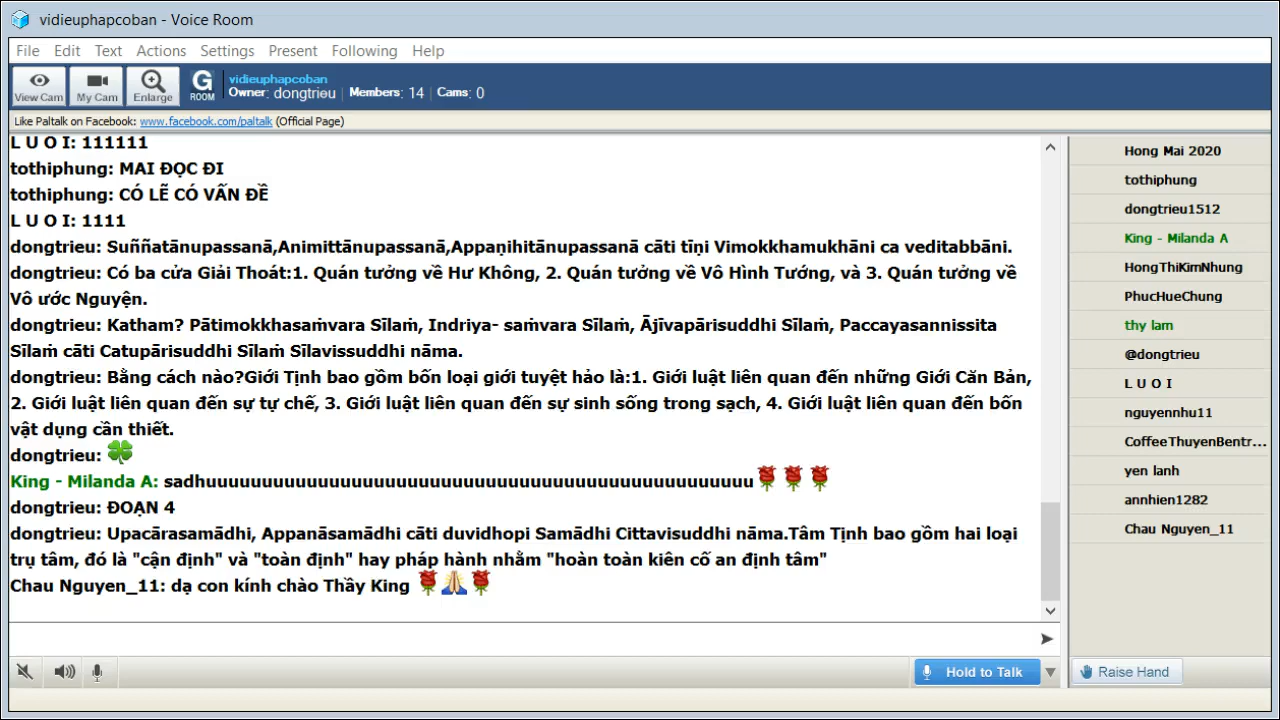 vidieuphapcoban - Voice Room
File Edit Text Actions Settings Present Following Help
View Cam My Cam Enlarge G ROOM
vidieuphapcoban
Owner: dongtrieu | Members: 14 | Cams: 0
Like Paltalk on Facebook: www.facebook.com/paltalk (Official Page)
L U O I: 111111
tothiphung: MAI ĐỌC ĐI
tothiphung: CÓ LẼ CÓ VẤN ĐỀ
L U O I: 1111
dongtrieu: Suññatānupassanā,Animittānupassanā,Appaṇihitānupassanā cāti tīṇi Vimokkhamukhāni ca veditabbāni.
dongtrieu: Có ba cửa Giải Thoát:1. Quán tưởng về Hư Không, 2. Quán tưởng về Vô Hình Tướng, và 3. Quán tưởng về
Vô ước Nguyện.
dongtrieu: Katham? Pātimokkhasaṁvara Sīlaṁ, Indriya- saṁvara Sīlaṁ, Ājīvapārisuddhi Sīlaṁ, Paccayasannissita
Sīlaṁ cāti Catupārisuddhi Sīlaṁ Sīlavissuddhi nāma.
dongtrieu: Bằng cách nào?Giới Tịnh bao gồm bốn loại giới tuyệt hảo là:1. Giới luật liên quan đến những Giới Căn Bản,
2. Giới luật liên quan đến sự tự chế, 3. Giới luật liên quan đến sự sinh sống trong sạch, 4. Giới luật liên quan đến bốn
vật dụng cần thiết.
dongtrieu: 🍀
King - Milanda A: sadhuuuuuuuuuuuuuuuuuuuuuuuuuuuuuuuuuuuuuuuuuuuuuuuuu🌹🌹🌹
dongtrieu: ĐOẠN 4
dongtrieu: Upacārasamādhi, Appanāsamādhi cāti duvidhopi Samādhi Cittavisuddhi nāma.Tâm Tịnh bao gồm hai loại
trụ tâm, đó là "cận định" và "toàn định" hay pháp hành nhằm "hoàn toàn kiên cố an định tâm"
Chau Nguyen_11: dạ con kính chào Thầy King 🌹🙏🌹
Hold to Talk
Hong Mai 2020
tothiphung
dongtrieu1512
King - Milanda A
HongThiKimNhung
PhucHueChung
thy lam
@dongtrieu
L U O I
nguyennhu11
CoffeeThuyenBentr...
yen lanh
annhien1282
Chau Nguyen_11
Raise Hand